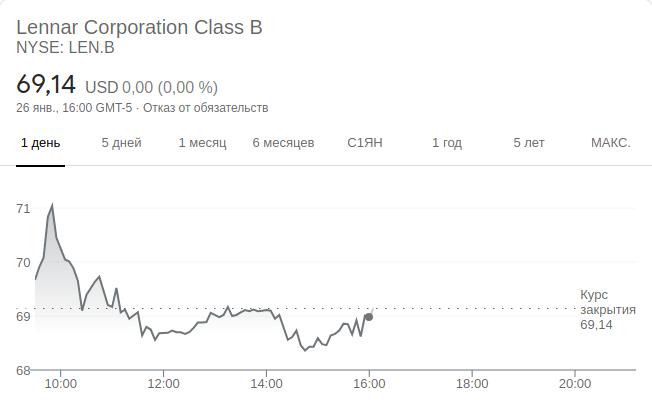 Lennar Corporation Class B
NYSE: LEN.B
69,14 USD 0,00 (0,00 %)
26 янв., 16:00 GMT-5 · Отказ от обязательств
1 день 5 дней 1 месяц 6 месяцев С1ЯН 1 год 5 лет МАКС.
71
70
69
68
Курс
закрытия
69,14
10:00 12:00 14:00 16:00 18:00 20:00